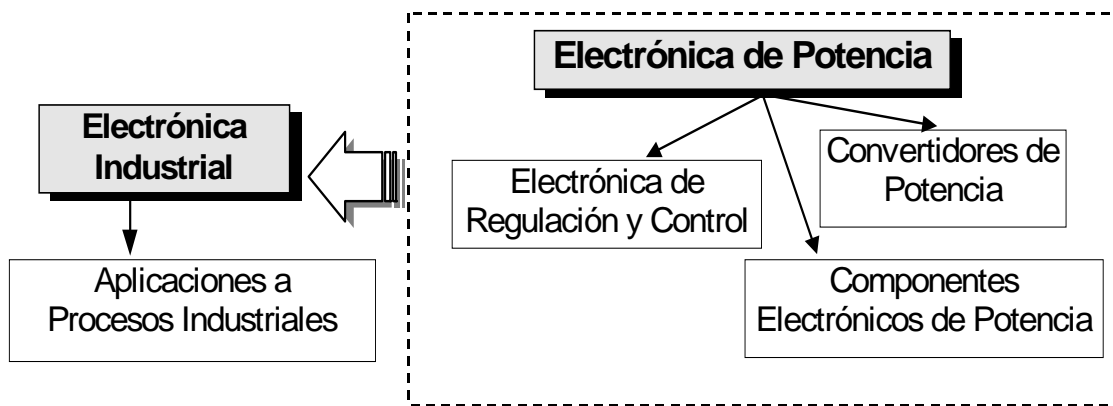 Electrónica de Potencia
Electrónica
Industrial
Convertidores de
Potencia
Electrónica de
Regulación y Control
Aplicaciones a
Procesos Industriales
Componentes
Electrónicos de Potencia